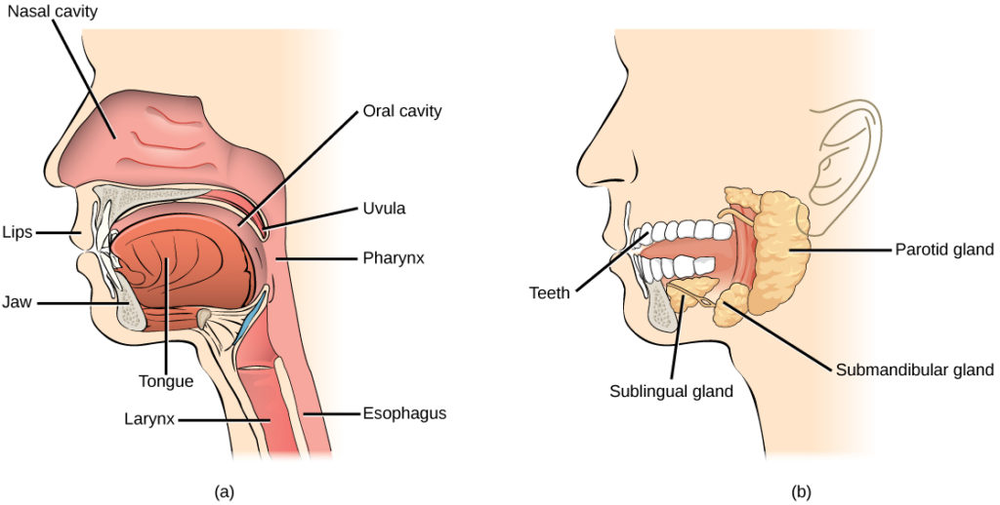 Nasal cavity
Oral cavity
Uvula
Lips
Pharynx
Jaw
Tongue
Larynx
Esophagus
(a)
Parotid gland
Teeth
Submandibular gland
Sublingual gland
(b)